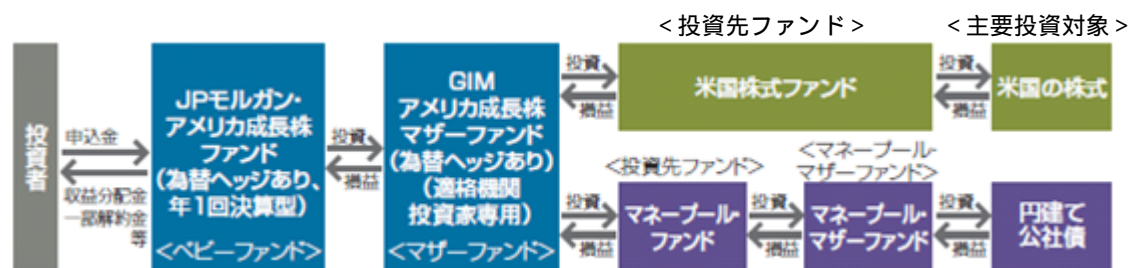 <投資先ファンド>
<主要投資対象>
投資者
申込金
収益分配金
一部解約金
等
JPモルガン・
アメリカ成長株
ファンド
(為替ヘッジあり、
年1回決算型)
<ベビーファンド>
投資
損益
GIM
アメリカ成長株
マザーファンド
(為替ヘッジあり)
(適格機関
投資家専用)
<マザーファンド>
投資
損益
米国株式ファンド
投資
損益
米国の株式
<投資先ファンド>
<マネープール・
マザーファンド>
投資
損益
マネープール・
ファンド
投資
損益
マネープール・
マザーファンド
投資
損益
円建て
公社債